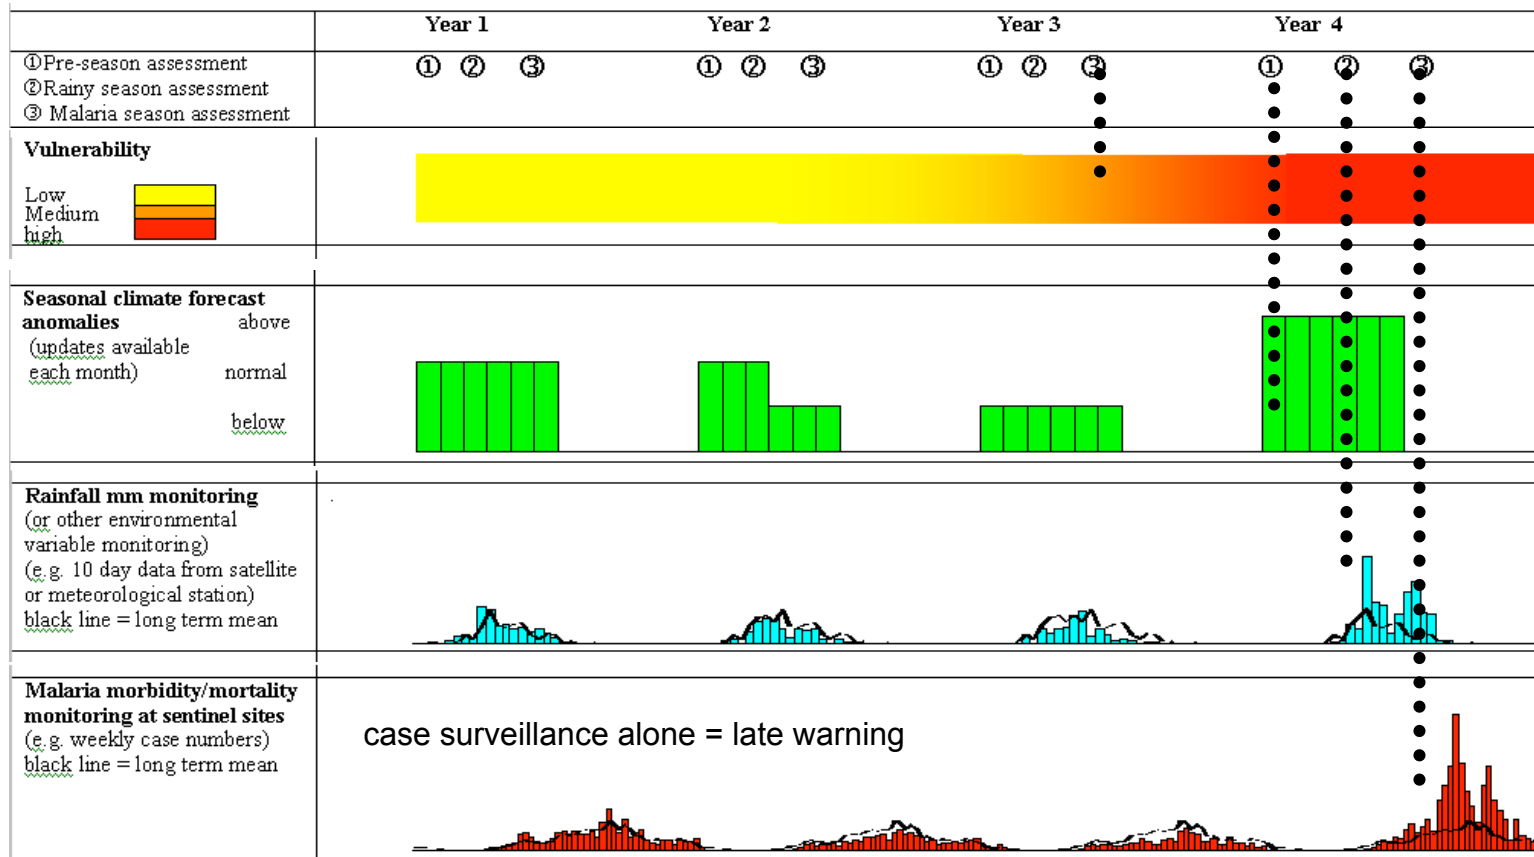 Year 1 Year 2 Year 3 Year 4
①Pre-season assessment ① ② ③ ① ② ③ ① ② ③ ① ② ③
②Rainy season assessment
③ Malaria season assessment
Vulnerability
Low
Medium
high
Seasonal climate forecast
anomalies above
(updates available
each month) normal
below
Rainfall mm monitoring
(or other environmental
variable monitoring)
(e.g. 10 day data from satellite
or meteorological station)
black line = long term mean
Malaria morbidity/mortality
monitoring at sentinel sites
(e.g. weekly case numbers)
black line = long term mean
case surveillance alone = late warning